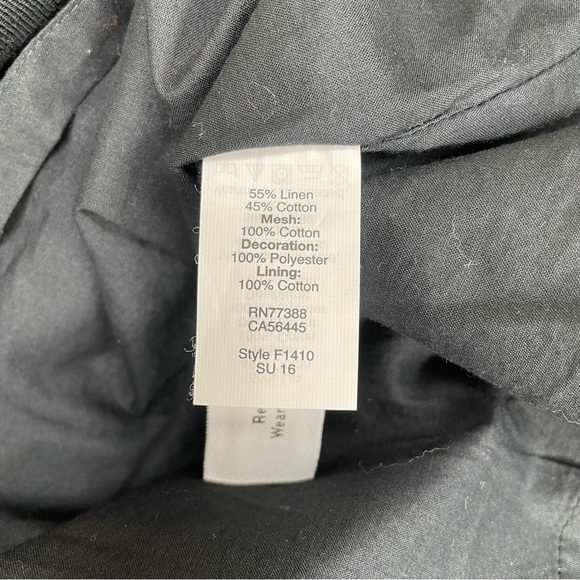 55% Linen
45% Cotton
Mesh:
100% Cotton
Decoration:
100% Polyester
Lining:
100% Cotton
RN77388
CA56445
Style F1410
SU 16